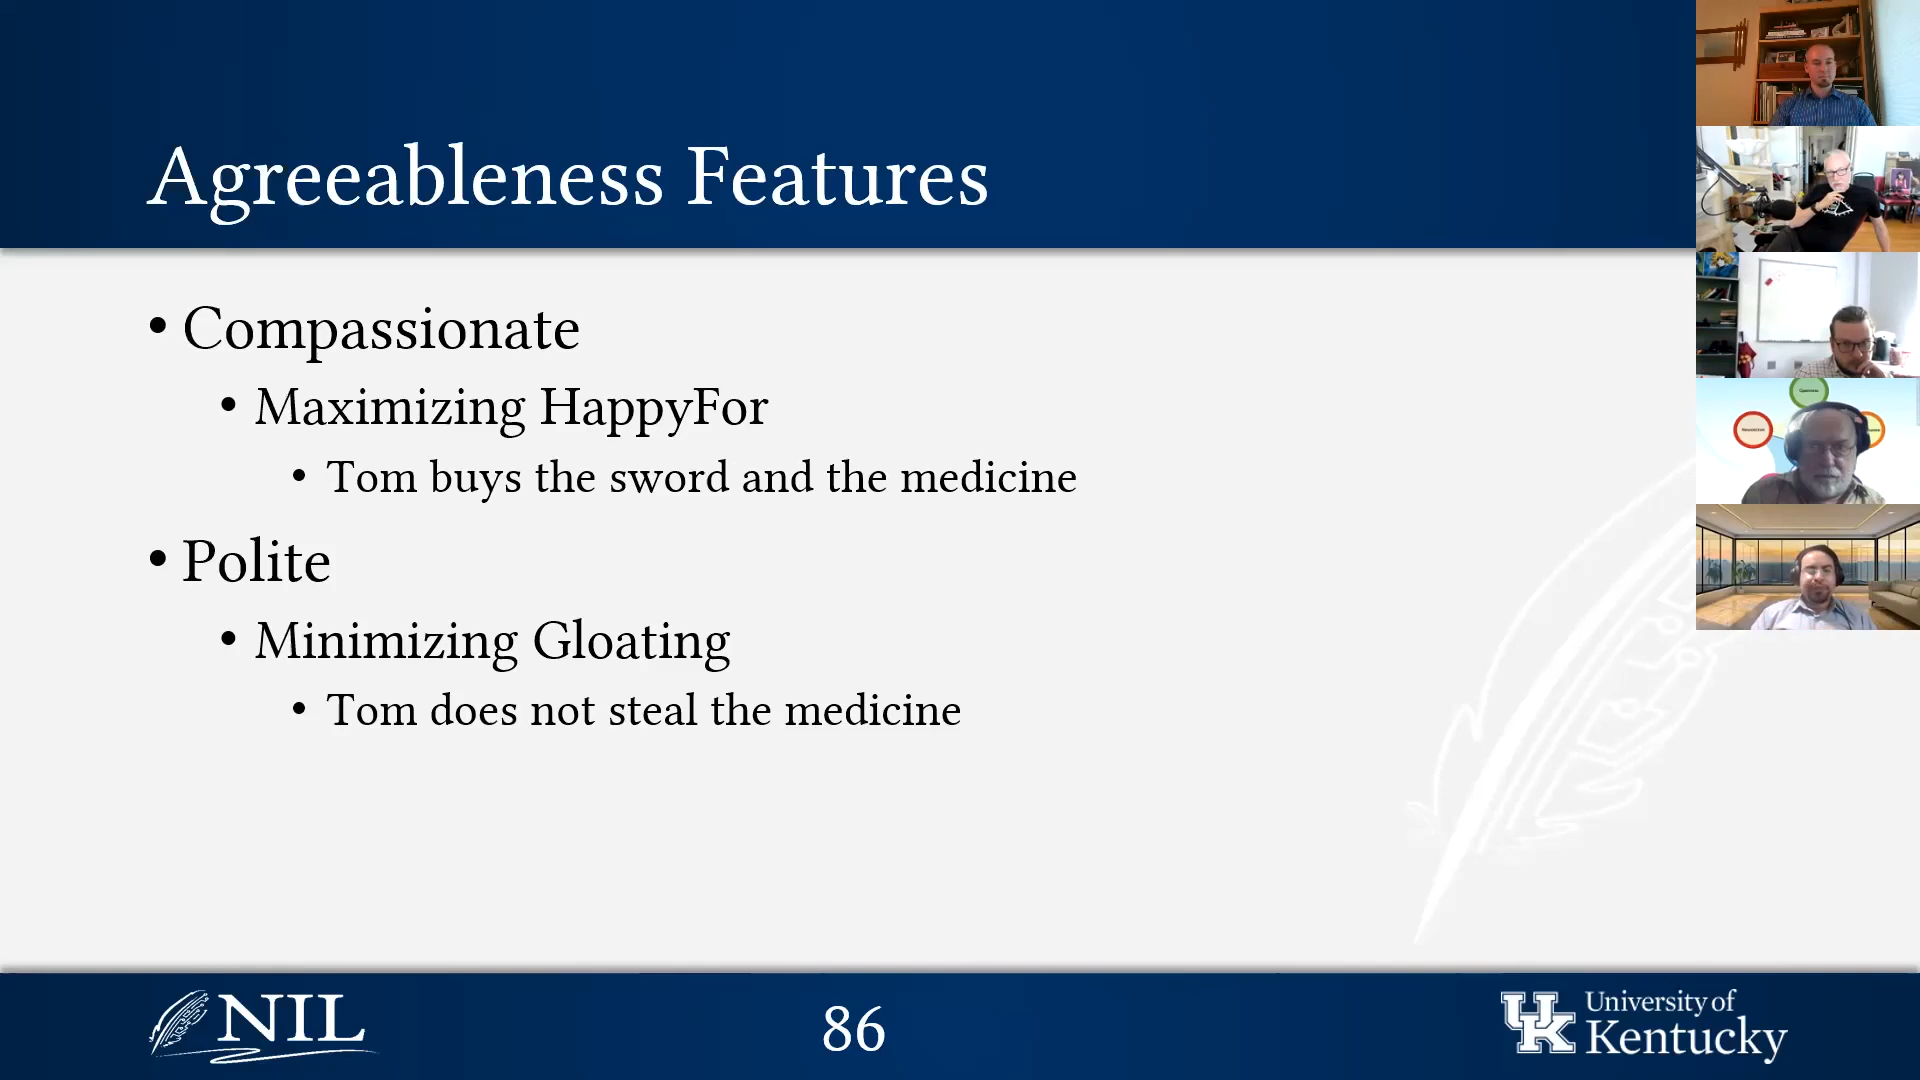 Agreeableness Features
• Compassionate
• Maximizing HappyFor
• Tom buys the sword and the medicine
• Polite
• Minimizing Gloating
• Tom does not steal the medicine
NIL
86
UK
University of
Kentucky